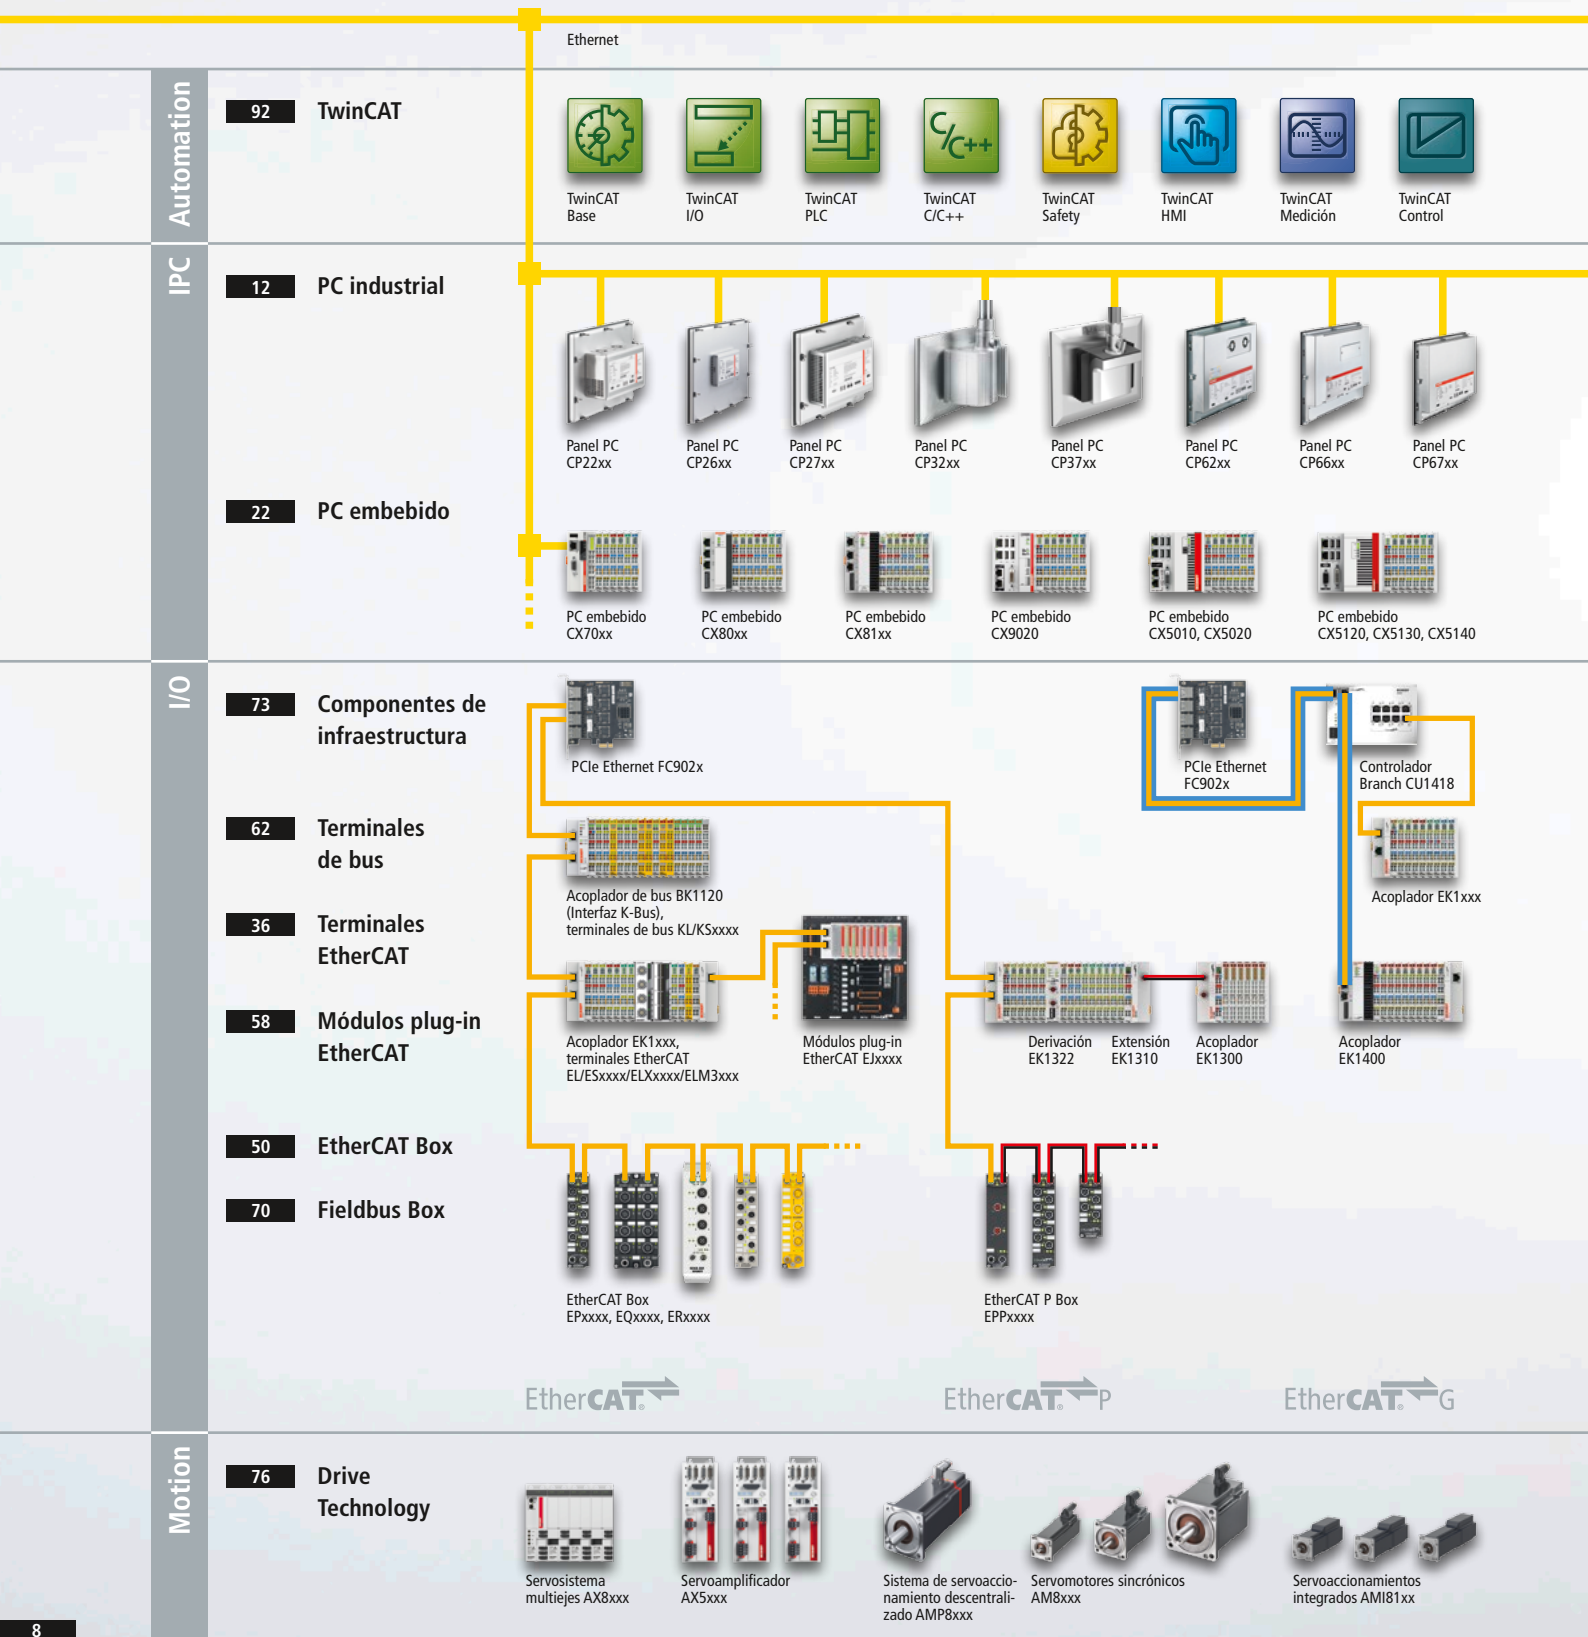 Ethernet
Automation
92 TwinCAT
TwinCAT
Base
TwinCAT
I/O
TwinCAT
PLC
C/C++
TwinCAT
C/C++
TwinCAT
Safety
TwinCAT
HMI
TwinCAT
Medición
TwinCAT
Control
IPC
12 PC industrial
Panel PC
CP22xx
Panel PC
CP26xx
Panel PC
CP27xx
Panel PC
CP32xx
Panel PC
CP37xx
Panel PC
CP62xx
Panel PC
CP66xx
Panel PC
CP67xx
22 PC embebido
PC embebido
CX70xx
PC embebido
CX80xx
PC embebido
CX81xx
PC embebido
CX9020
PC embebido
CX5010, CX5020
PC embebido
CX5120, CX5130, CX5140
I/O
73 Componentes de
infraestructura
PCIe Ethernet FC902x
PCIe Ethernet
FC902x
Controlador
Branch CU1418
62 Terminales
de bus
Acoplador de bus BK1120
(Interfaz K-Bus),
terminales de bus KL/KSxxxx
Acoplador EK1xxx
36 Terminales
EtherCAT
58 Módulos plug-in
EtherCAT
Acoplador EK1xxx,
terminales EtherCAT
EL/ESxxxx/ELXxxxx/ELM3xxx
Módulos plug-in
EtherCAT EJxxxx
Derivación
EK1322
Extensión
EK1310
Acoplador
EK1300
Acoplador
EK1400
50 EtherCAT Box
70 Fieldbus Box
EtherCAT Box
EPxxxx, EQxxxx, ERxxxx
EtherCAT P Box
EPPxxxx
EtherCAT®
EtherCAT® P
EtherCAT® G
Motion
76 Drive
Technology
Servosistema
multiejes AX8xxx
Servoamplificador
AX5xxx
Sistema de servoaccio-
namiento descentrali-
zado AMP8xxx
Servomotores sincrónicos
AM8xxx
Servoaccionamientos
integrados AMI81xx
8